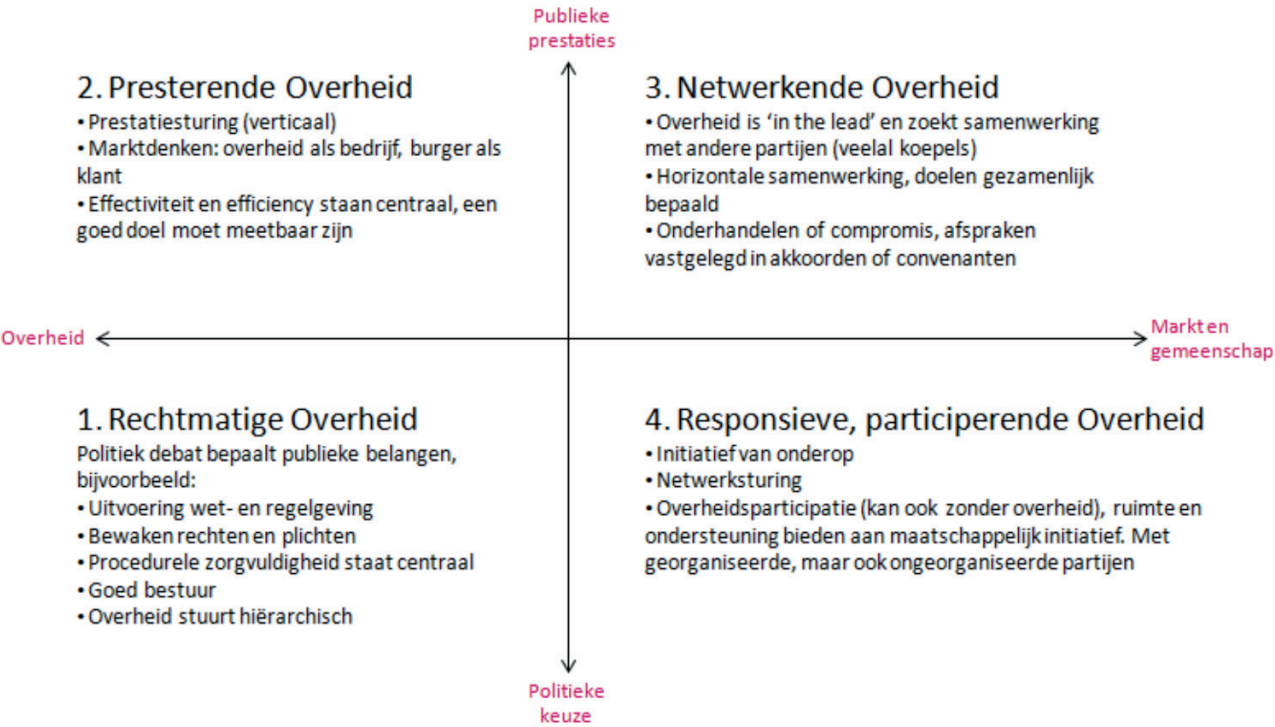 Publieke
prestaties
2. Presterende Overheid
• Prestatiesturing (verticaal)
• Marktdenken: overheid als bedrijf, burger als
klant
• Effectiviteit en efficiency staan centraal, een
goed doel moet meetbaar zijn
3. Netwerkende Overheid
• Overheid is ‘in the lead’ en zoekt samenwerking
met andere partijen (veelal koepels)
• Horizontale samenwerking, doelen gezamenlijk
bepaald
• Onderhandelen of compromis, afspraken
vastgelegd in akkoorden of convenanten
Overheid
Markt en
gemeenschap
1. Rechtmatige Overheid
Politiek debat bepaalt publieke belangen,
bijvoorbeeld:
• Uitvoering wet- en regelgeving
• Bewaken rechten en plichten
• Procedurele zorgvuldigheid staat centraal
• Goed bestuur
• Overheid stuurt hiërarchisch
4. Responsieve, participerende Overheid
• Initiatief van onderop
• Netwerksturing
• Overheidsparticipatie (kan ook zonder overheid), ruimte en
ondersteuning bieden aan maatschappelijk initiatief. Met
georganiseerde, maar ook ongeorganiseerde partijen
Politieke
keuze